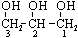 OH OH OH
CH₂-CH-CH₂
3 2 1